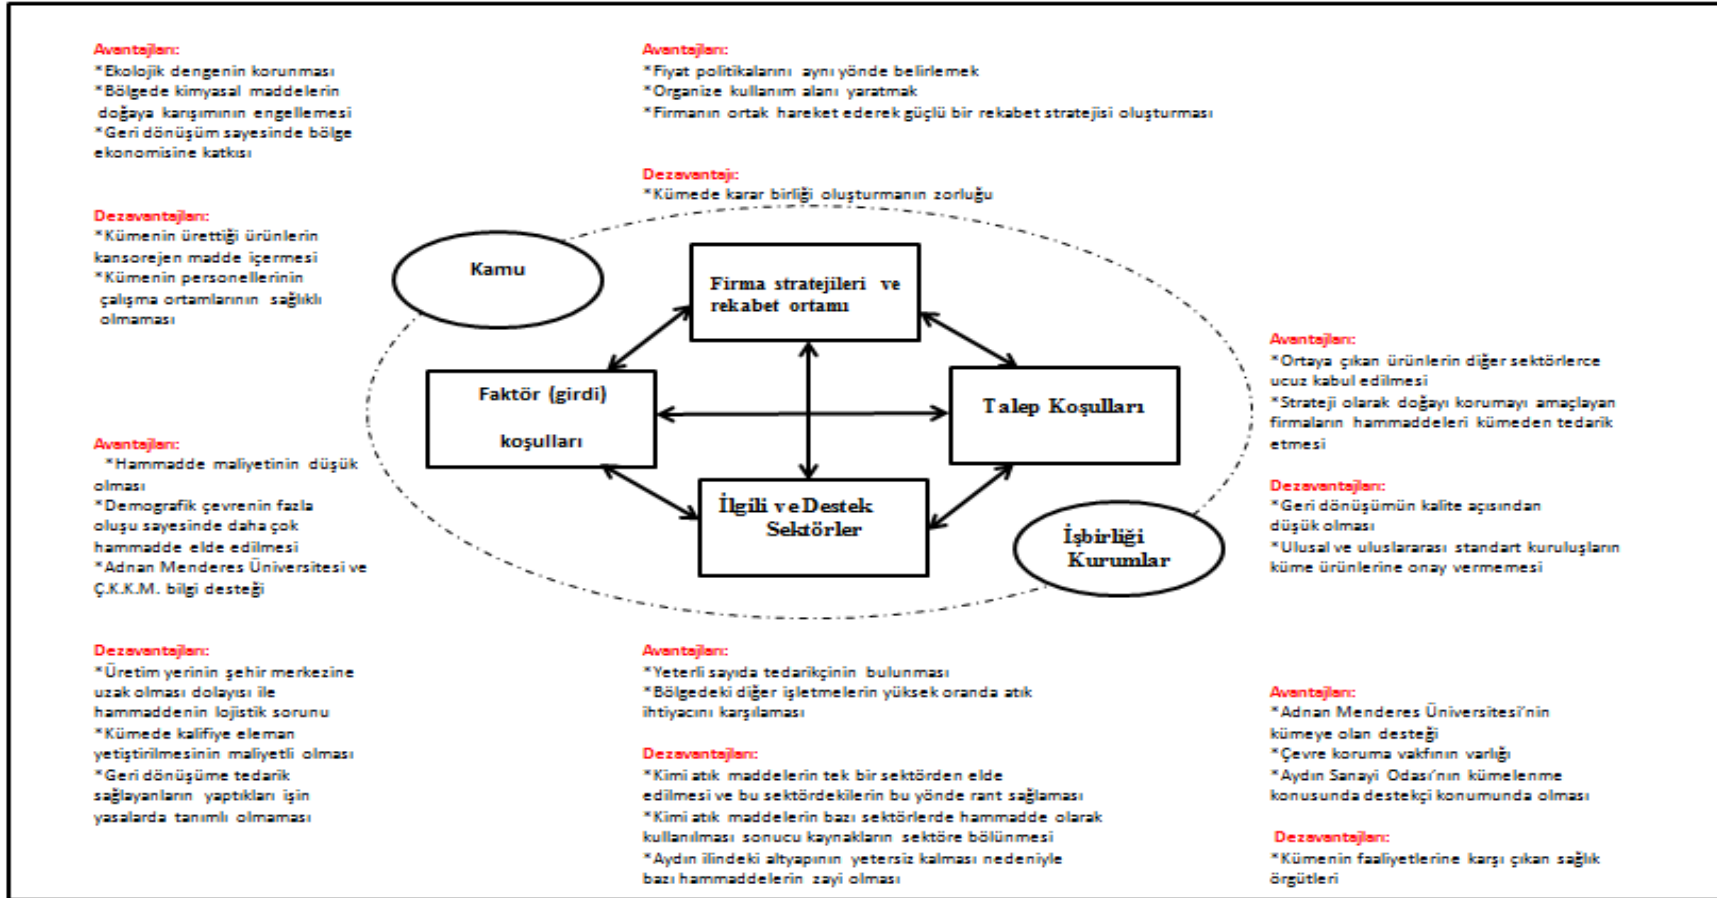 Avantajları:
*Ekolojik dengenin korunması
*Bölgede kimyasal maddelerin
doğaya karışımının engellemesi
*Geri dönüşüm sayesinde bölge
ekonomisine katkısı
Dezavantajları:
*Kümenin ürettiği ürünlerin
kansorejen madde içermesi
*Kümenin personellerinin
çalışma ortamlarının sağlıklı
olmaması
Avantajları:
*Fiyat politikalarını aynı yönde belirlemek
*Organize kullanım alanı yaratmak
*Firmanın ortak hareket ederek güçlü bir rekabet stratejisi oluşturması
Dezavantajı:
*Kümede karar birliği oluşturmanın zorluğu
Kamu
Firma stratejileri ve
rekabet ortamı
Faktör (girdi)
koşulları
Talep Koşulları
İlgili ve Destek
Sektörler
İşbirliği
Kurumlar
Avantajları:
*Ortaya çıkan ürünlerin diğer sektörlerce
ucuz kabul edilmesi
*Strateji olarak doğayı korumayı amaçlayan
firmaların hammaddeleri kümeden tedarik
etmesi
Dezavantajları:
*Geri dönüşümün kalite açısından
düşük olması
*Ulusal ve uluslararası standart kuruluşların
küme ürünlerine onay vermemesi
Avantajları:
*Hammadde maliyetinin düşük
olması
*Demografik çevrenin fazla
oluşu sayesinde daha çok
hammadde elde edilmesi
*Adnan Menderes Üniversitesi ve
Ç.K.K.M. bilgi desteği
Dezavantajları:
*Üretim yerinin şehir merkezine
uzak olması dolayısı ile
hammaddenin lojistik sorunu
*Kümede kalifiye eleman
yetiştirilmesinin maliyetli olması
*Geri dönüşüme tedarik
sağlayanların yaptıkları işin
yasalarda tanımlı olmaması
Avantajları:
*Yeterli sayıda tedarikçinin bulunması
*Bölgedeki diğer işletmelerin yüksek oranda atık
ihtiyacını karşılaması
Dezavantajları:
*Kimi atık maddelerin tek bir sektörden elde
edilmesi ve bu sektördekilerin bu yönde rant sağlaması
*Kimi atık maddelerin bazı sektörlerde hammadde olarak
kullanılması sonucu kaynakların sektöre bölünmesi
*Aydın ilindeki altyapının yetersiz kalması nedeniyle
bazı hammaddelerin zayi olması
Avantajları:
*Adnan Menderes Üniversitesi'nin
kümeye olan desteği
*Çevre koruma vakfının varlığı
*Aydın Sanayi Odası'nın kümelenme
konusunda destekçi konumunda olması
Dezavantajları:
*Kümenin faaliyetlerine karşı çıkan sağlık
örgütleri